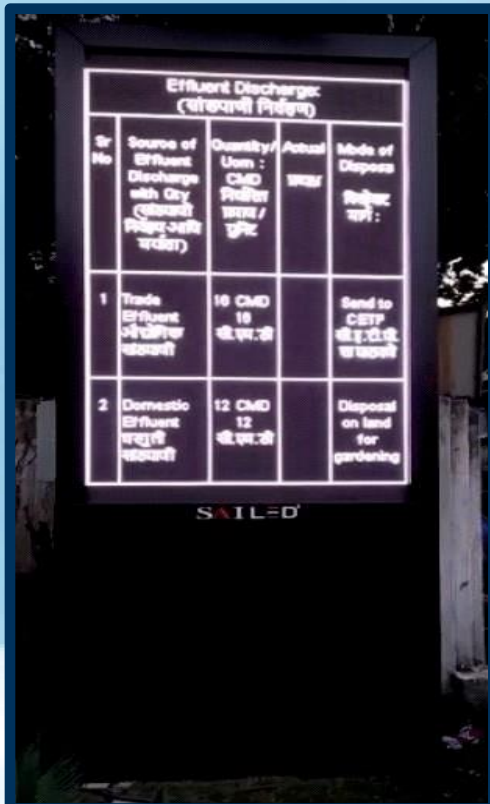 Effluent Discharge:
(सांडपाणी निर्वहण)
Sr
No
Source of
Effluent
Discharge
with Qty
Quantity/
Uom :
CMD
Actual
Mode of
Disposa
1
Trade
Effluent
औद्योगिक
सांडपाणी
10 CMD
10
सी.एम.डी
Send to
CETP
2
Domestic
Effluent
घरगुती
सांडपाणी
12 CMD
12
सी.एम.डी
Disposal
on land
for
gardening
SAILED